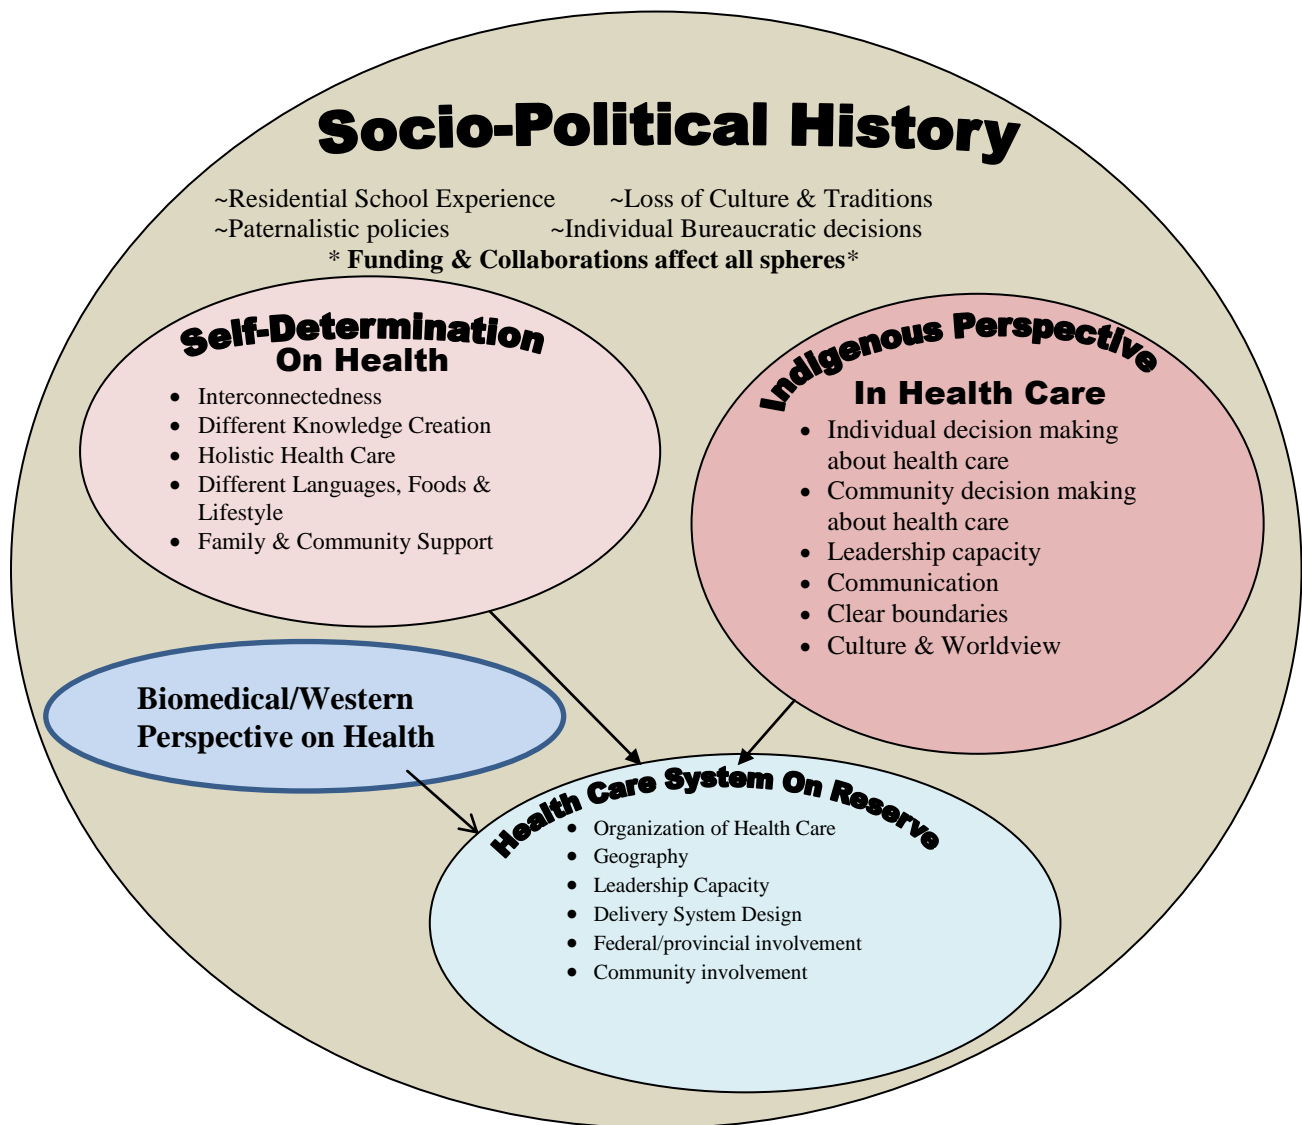 Socio-Political History
~Residential School Experience ~Loss of Culture & Traditions
~Paternalistic policies ~Individual Bureaucratic decisions
* Funding & Collaborations affect all spheres*
Self-Determination
On Health
• Interconnectedness
• Different Knowledge Creation
• Holistic Health Care
• Different Languages, Foods &
Lifestyle
• Family & Community Support
Indigenous Perspective
In Health Care
• Individual decision making
about health care
• Community decision making
about health care
• Leadership capacity
• Communication
• Clear boundaries
• Culture & Worldview
Biomedical/Western
Perspective on Health
Health Care System On Reserve
• Organization of Health Care
• Geography
• Leadership Capacity
• Delivery System Design
• Federal/provincial involvement
• Community involvement